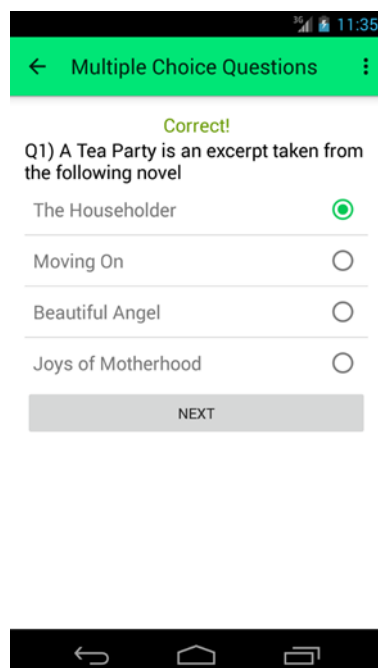 3G 11:35
Multiple Choice Questions
Correct!
Q1) A Tea Party is an excerpt taken from
the following novel
The Householder
Moving On
Beautiful Angel
Joys of Motherhood
NEXT